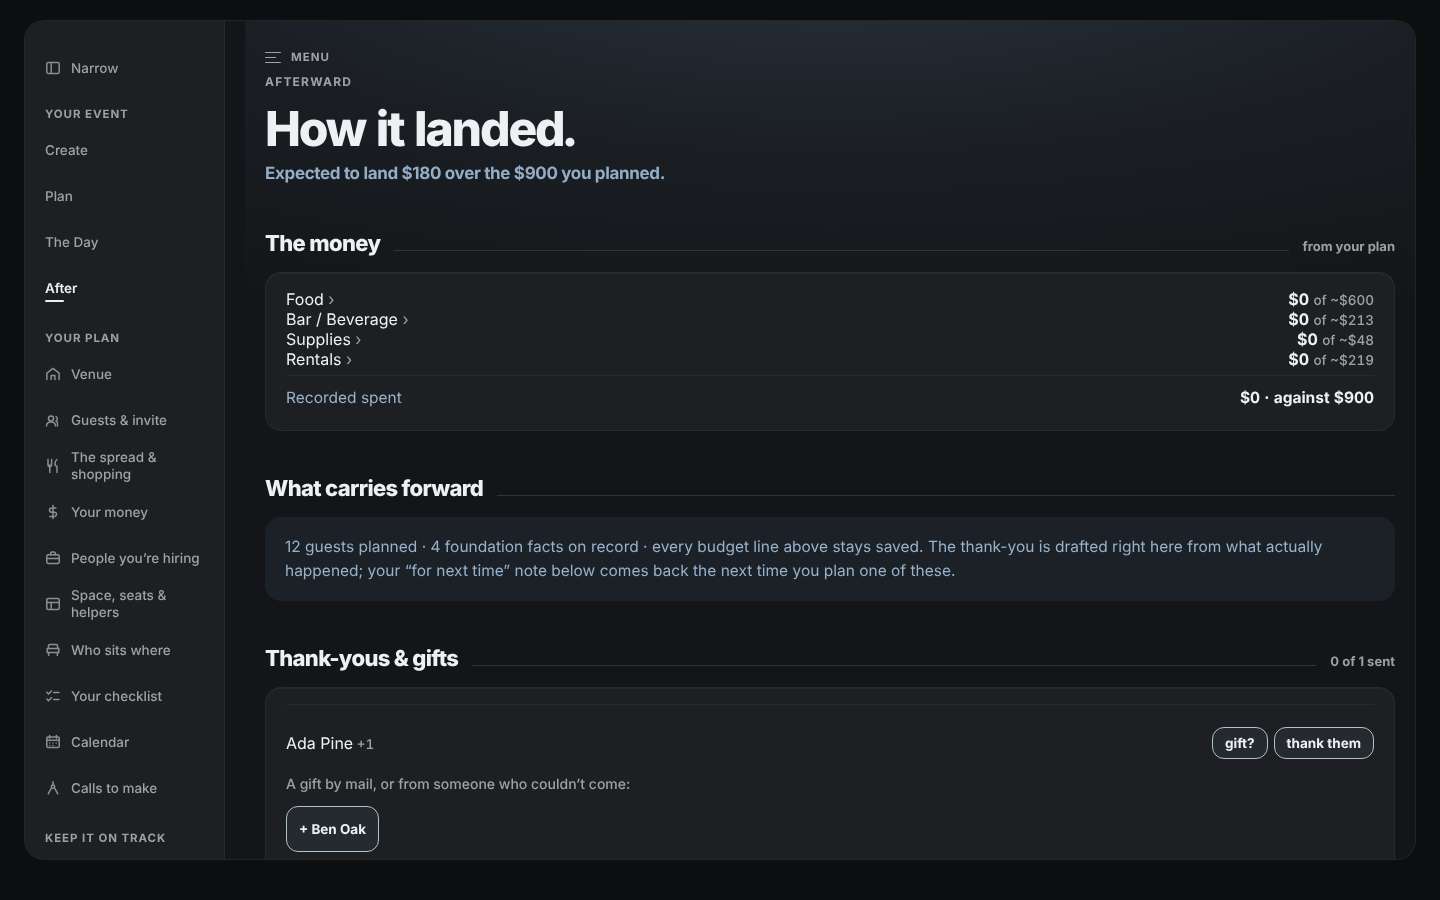 Narrow
YOUR EVENT
Create
Plan
The Day
After
YOUR PLAN
Venue
Guests & invite
The spread &
shopping
Your money
People you’re hiring
Space, seats &
helpers
Who sits where
Your checklist
Calendar
Calls to make
KEEP IT ON TRACK
MENU
AFTERWARD
How it landed.
Expected to land $180 over the $900 you planned.
The money
from your plan
Food ›
$0 of ~$600
Bar / Beverage ›
$0 of ~$213
Supplies ›
$0 of ~$48
Rentals ›
$0 of ~$219
Recorded spent
$0 · against $900
What carries forward
12 guests planned · 4 foundation facts on record · every budget line above stays saved. The thank-you is drafted right here from what actually
happened; your “for next time” note below comes back the next time you plan one of these.
Thank-yous & gifts
0 of 1 sent
Ada Pine +1
gift?
thank them
A gift by mail, or from someone who couldn’t come:
+ Ben Oak